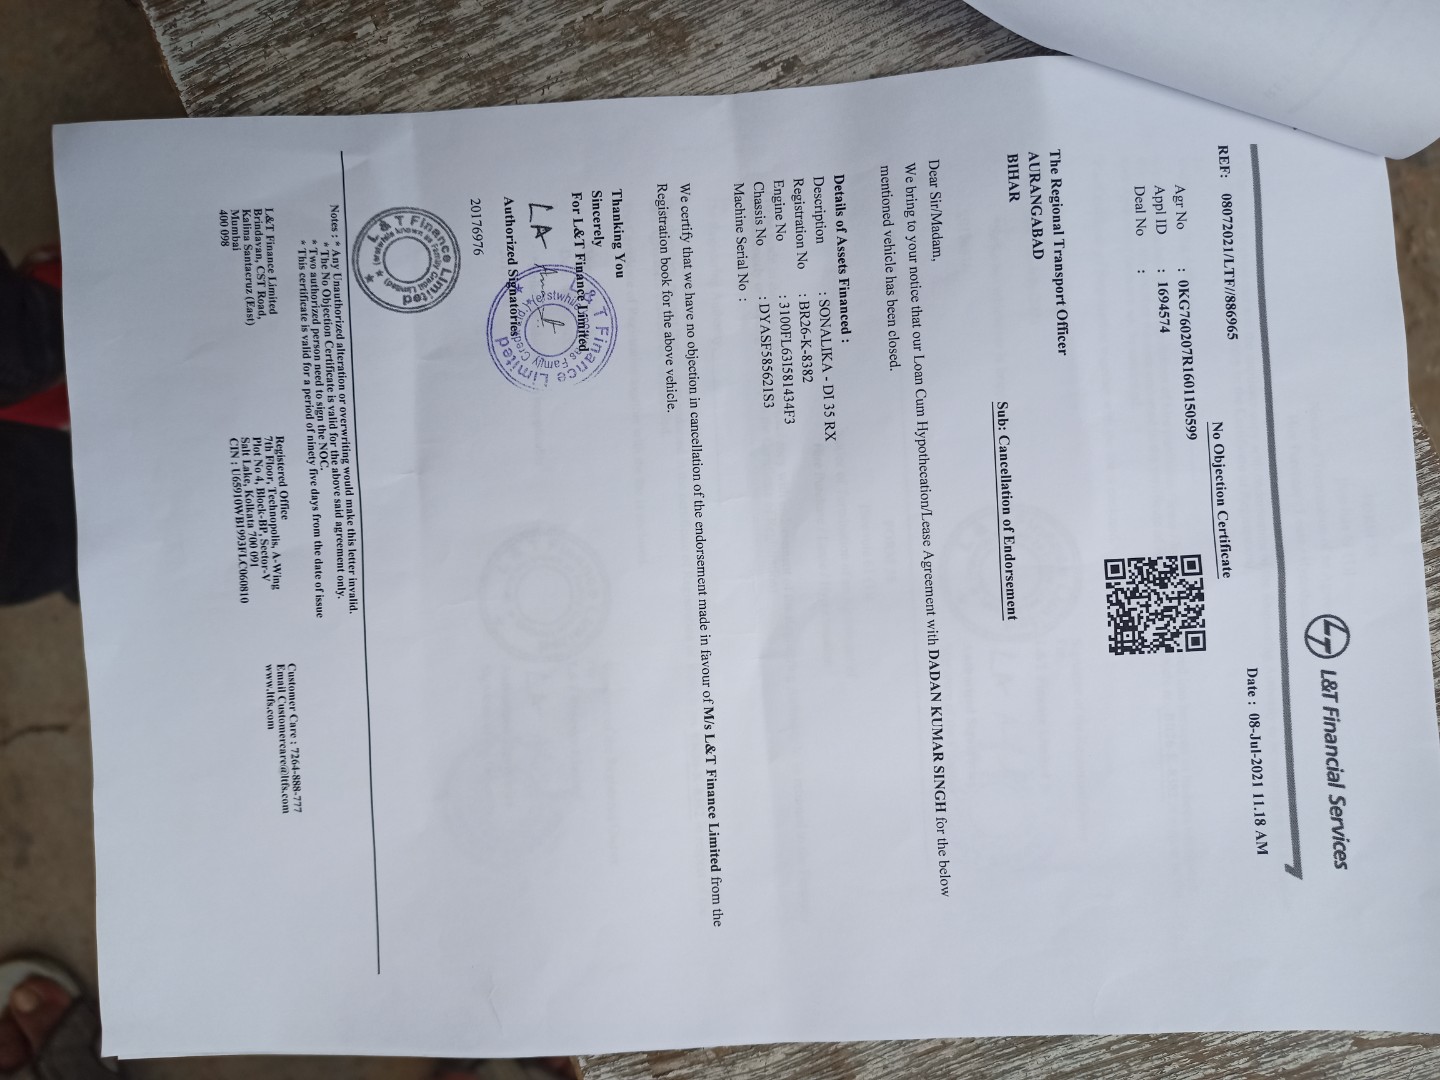 L&T Financial Services
Date : 08-Jul-2021 11.18 AM
REF: 08072021/LTF//886965
No Objection Certificate
Agr No : 0KG760207R1601150599
Appl ID : 1694574
Deal No :
The Regional Transport Officer
AURANGABAD
BIHAR
Sub: Cancellation of Endorsement
Dear Sir/Madam,
We bring to your notice that our Loan Cum Hypothecation/Lease Agreement with DADAN KUMAR SINGH for the below
mentioned vehicle has been closed.
Details of Assets Financed :
Description : SONALIKA - DI 35 RX
Registration No : BR26-K-8382
Engine No : 3100FL63I581434F3
Chassis No : DYASF585621S3
Machine Serial No :
We certify that we have no objection in cancellation of the endorsement made in favour of M/s L&T Finance Limited from the
Registration book for the above vehicle.
Thanking You
Sincerely
For L&T Finance Limited
L & T Finance Limited
Family Credit Ltd.
Authorized Signatories
20176976
L & T Finance Limited
(erstwhile known as Family Credit Limited)
Notes : * Any Unauthorized alteration or overwriting would make this letter invalid.
* The No Objection Certificate is valid for the above said agreement only.
* Two authorized person need to sign the NOC.
* This certificate is valid for a period of ninety five days from the date of issue
L&T Finance Limited
Brindavan, CST Road,
Kalina Santacruz (East)
Mumbai
400 098
Registered Office
7th Floor, Technopolis, A-Wing
Plot No 4, Block-BP, Sector-V
Salt Lake, Kolkata 700 091
CIN : U65910WB1993FLC060810
Customer Care : 7264-888-777
Email Customercare@ltfs.com
www.ltfs.com